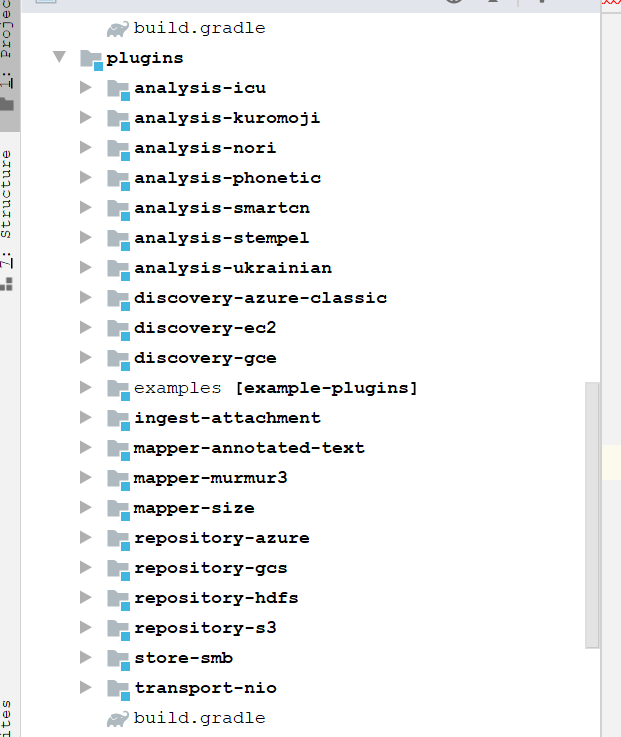 build.gradle
plugins
analysis-icu
analysis-kuromoji
analysis-nori
analysis-phonetic
analysis-smartcn
analysis-stempel
analysis-ukrainian
discovery-azure-classic
discovery-ec2
discovery-gce
examples [example-plugins]
ingest-attachment
mapper-annotated-text
mapper-murmur3
mapper-size
repository-azure
repository-gcs
repository-hdfs
repository-s3
store-smb
transport-nio
build.gradle
1: Projec
7: Structure
ites